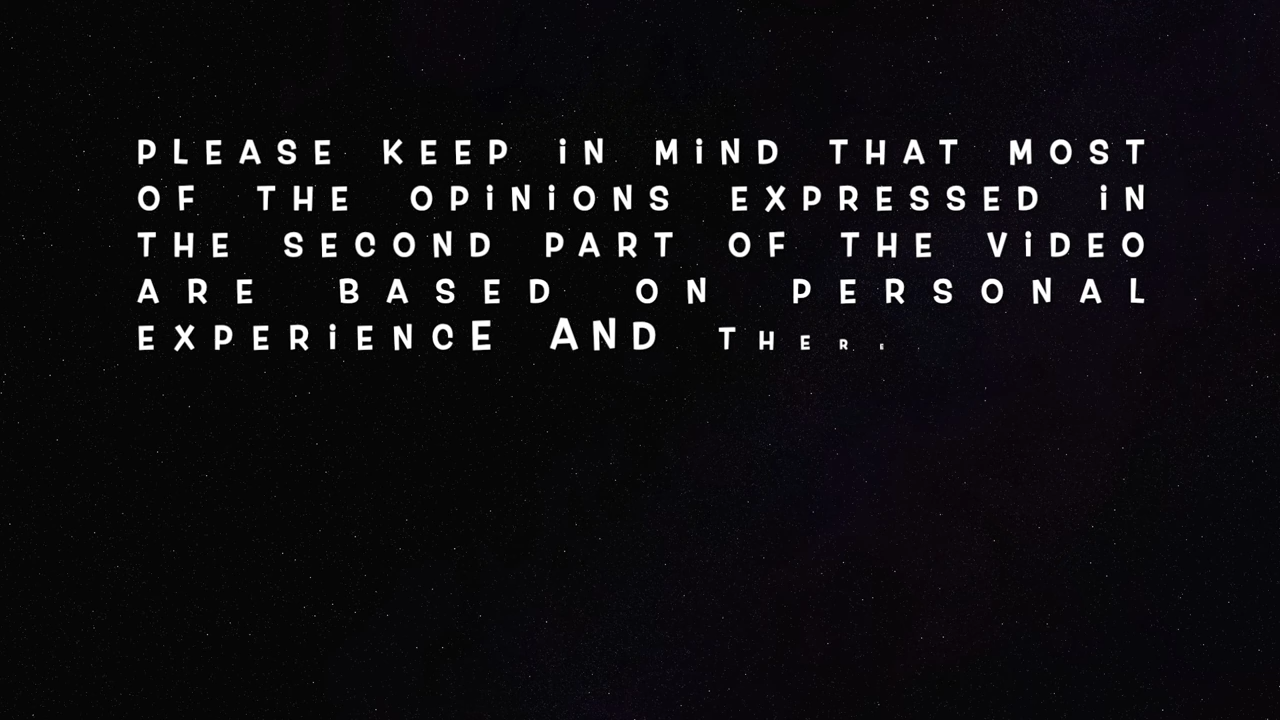 PLEASE KEEP iN MiND THAT MOST
OF THE OPiNiONS EXPRESSED iN
THE SECOND PART OF THE ViDEO
ARE BASED ON PERSONAL
EXPERiENCE AND THERE